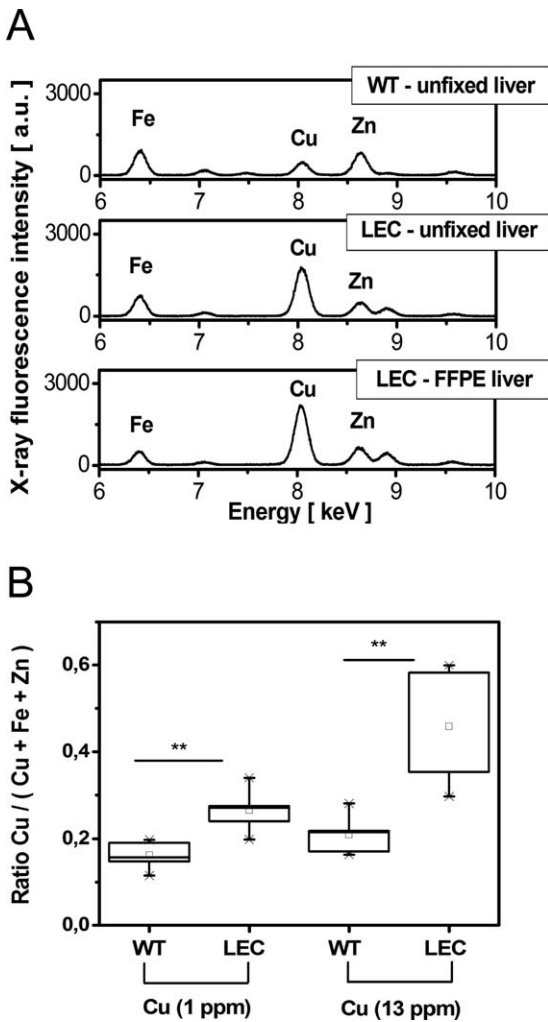 A
X-ray fluorescence intensity [ a.u. ]
WT - unfixed liver
3000
0
Fe
Cu
Zn
6 7 8 9 10
LEC - unfixed liver
3000
0
Fe
Cu
Zn
6 7 8 9 10
LEC - FFPE liver
3000
0
Fe
Cu
Zn
6 7 8 9 10
Energy [ keV ]
B
Ratio Cu / ( Cu + Fe + Zn )
0,6
0,4
0,2
0,0
**
**
WT LEC WT LEC
Cu (1 ppm) Cu (13 ppm)